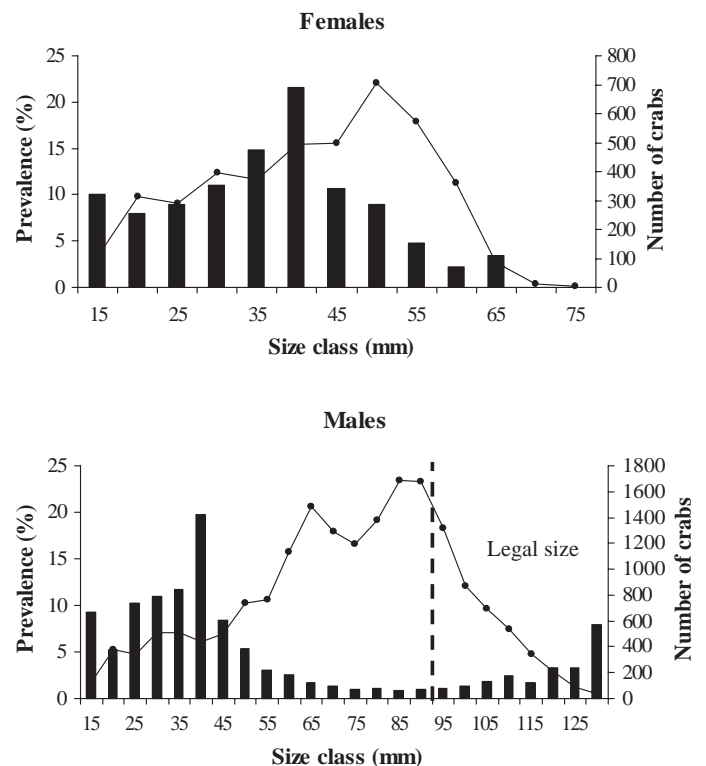 Females
25
20
15
10
5
0
Prevalence (%)
800
700
600
500
400
300
200
100
0
Number of crabs
15 25 35 45 55 65 75
Size class (mm)
Males
25
20
15
10
5
0
Prevalence (%)
1800
1600
1400
1200
1000
800
600
400
200
0
Number of crabs
Legal size
15 25 35 45 55 65 75 85 95 105 115 125
Size class (mm)